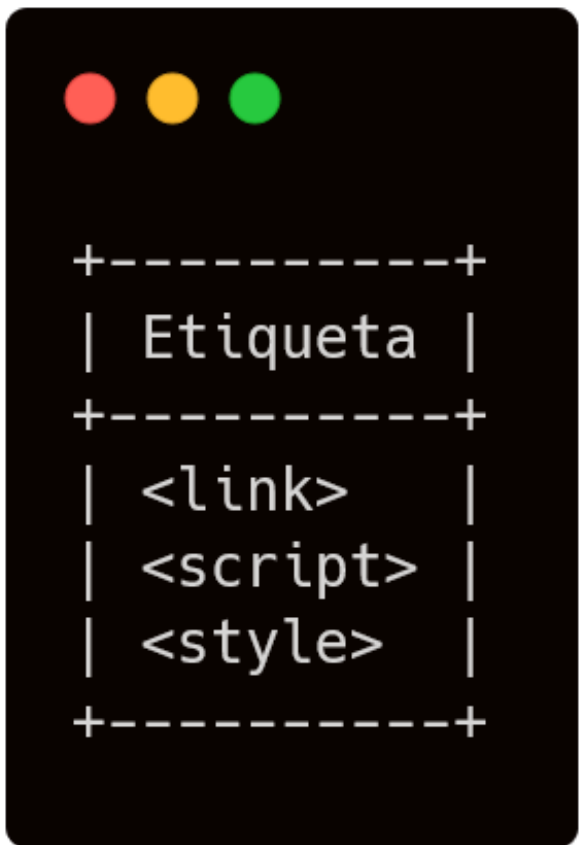 +----------+
| Etiqueta |
+----------+
| <link>   |
| <script> |
| <style>  |
+----------+